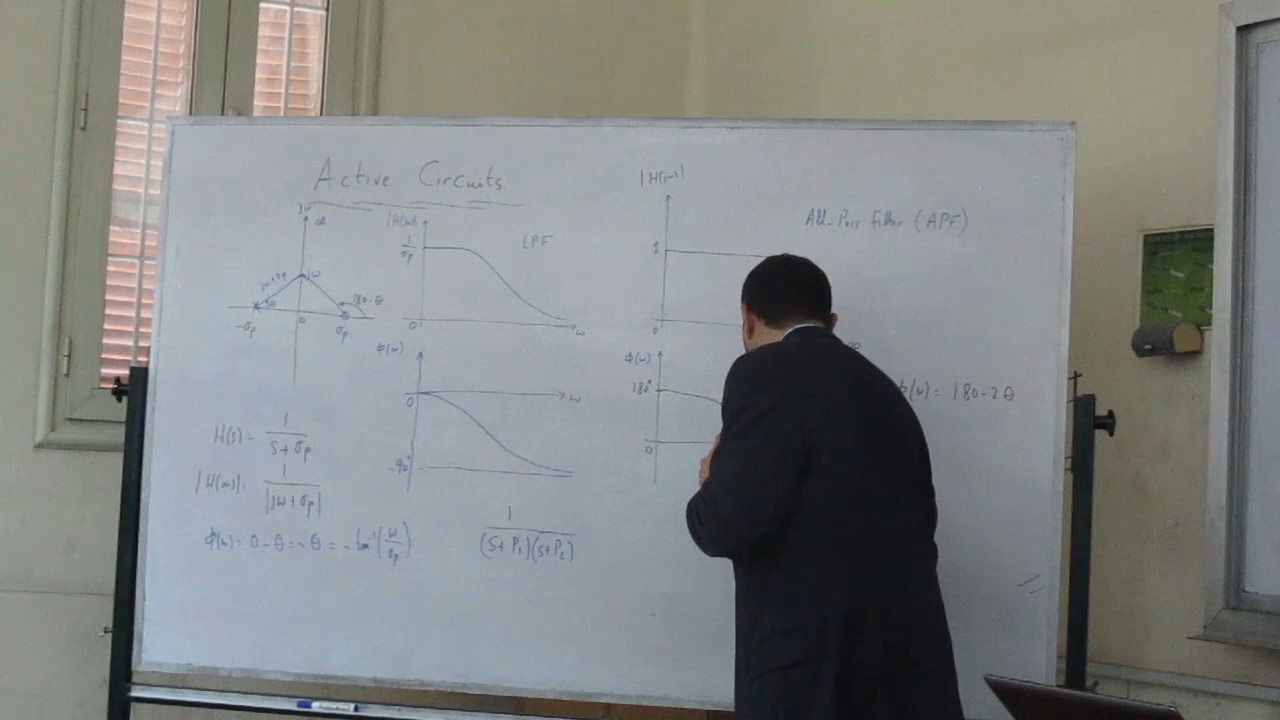 Active Circuits
jω
∞
jω
θ
180-θ
-σp
0
σp
|H(ω)|
1/σp
LPF
0
ω
Φ(ω)
0
ω
-90°
H(s) = 1/(s+σp)
|H(ω)| = 1/|jω+σp|
Φ(ω) = 0-θ = -θ = -tan⁻¹(ω/σp)
1/((s+P1)(s+P2))
|H(ω)|
1
0
All-Pass filter (APF)
Φ(ω)
180°
0
Φ(ω) = 180-2θ